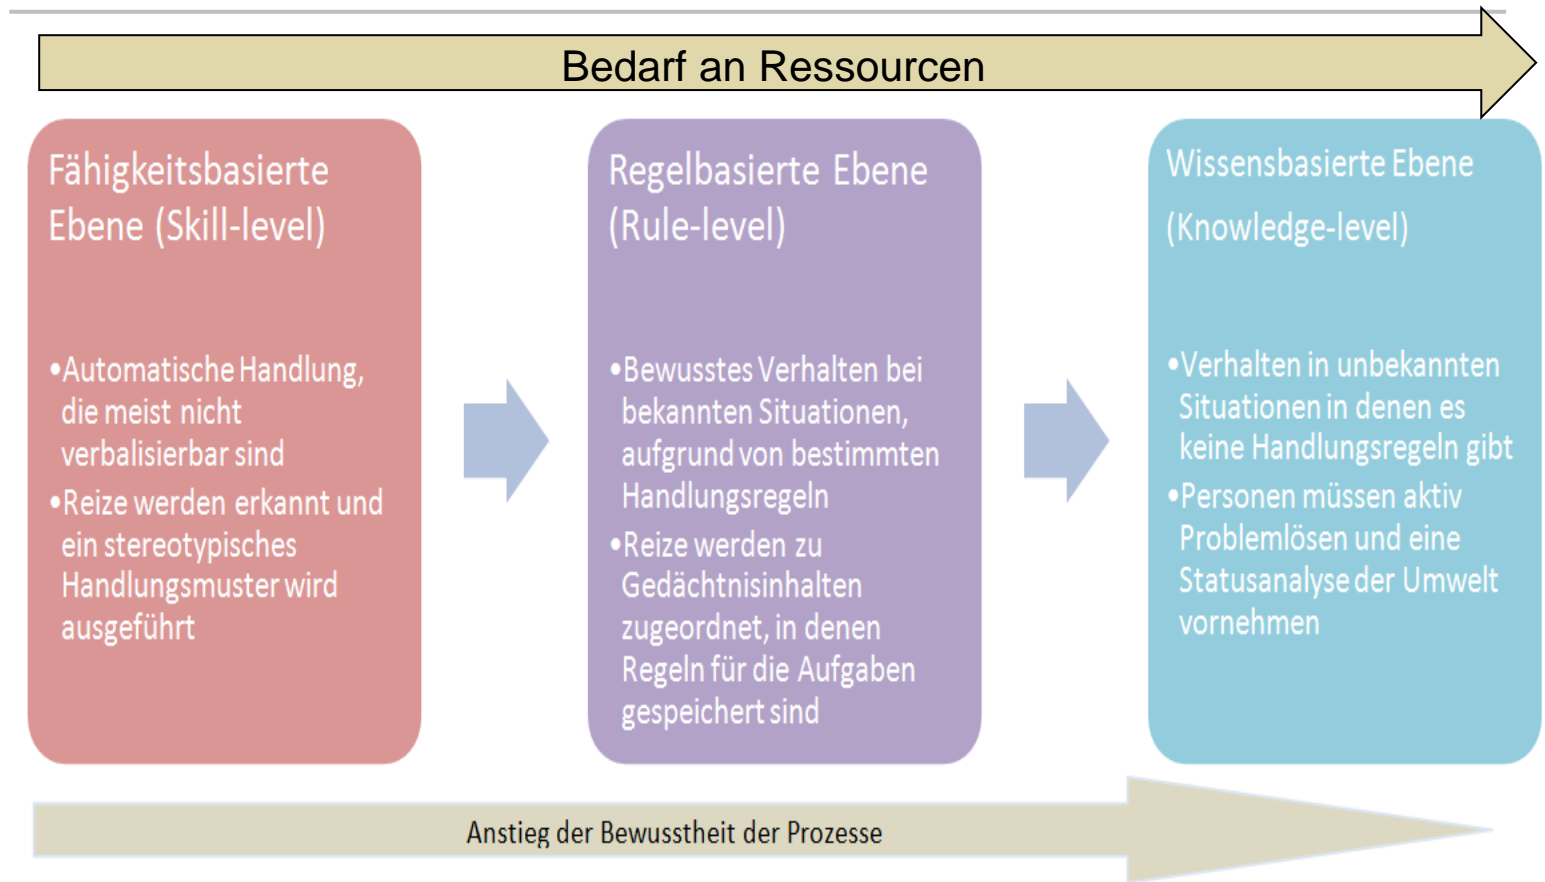 Bedarf an Ressourcen
Fähigkeitsbasierte
Ebene (Skill-level)
•Automatische Handlung,
die meist nicht
verbalisierbar sind
•Reize werden erkannt und
ein stereotypisches
Handlungsmuster wird
ausgeführt
Regelbasierte Ebene
(Rule-level)
•Bewusstes Verhalten bei
bekannten Situationen,
aufgrund von bestimmten
Handlungsregeln
•Reize werden zu
Gedächtnisinhalten
zugeordnet, in denen
Regeln für die Aufgaben
gespeichert sind
Wissensbasierte Ebene
(Knowledge-level)
•Verhalten in unbekannten
Situationen in denen es
keine Handlungsregeln gibt
•Personen müssen aktiv
Problemlösen und eine
Statusanalyse der Umwelt
vornehmen
Anstieg der Bewusstheit der Prozesse